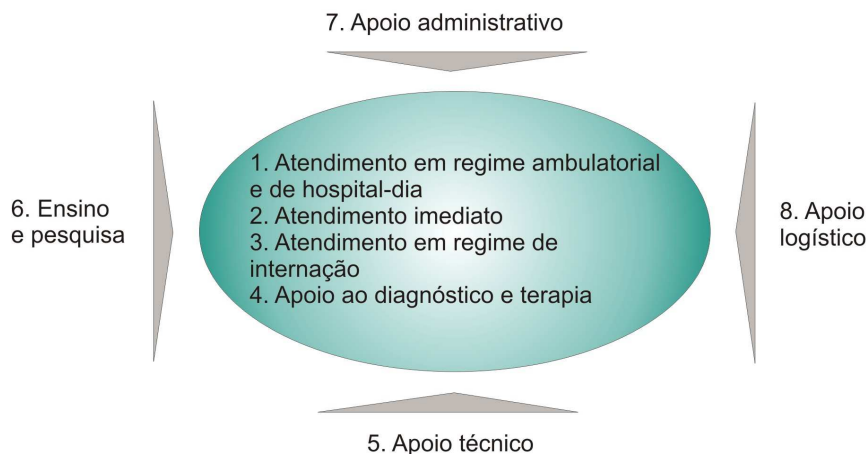 7. Apoio administrativo
1. Atendimento em regime ambulatorial
e de hospital-dia
2. Atendimento imediato
3. Atendimento em regime de
internação
4. Apoio ao diagnóstico e terapia
6. Ensino
e pesquisa
8. Apoio
logístico
5. Apoio técnico